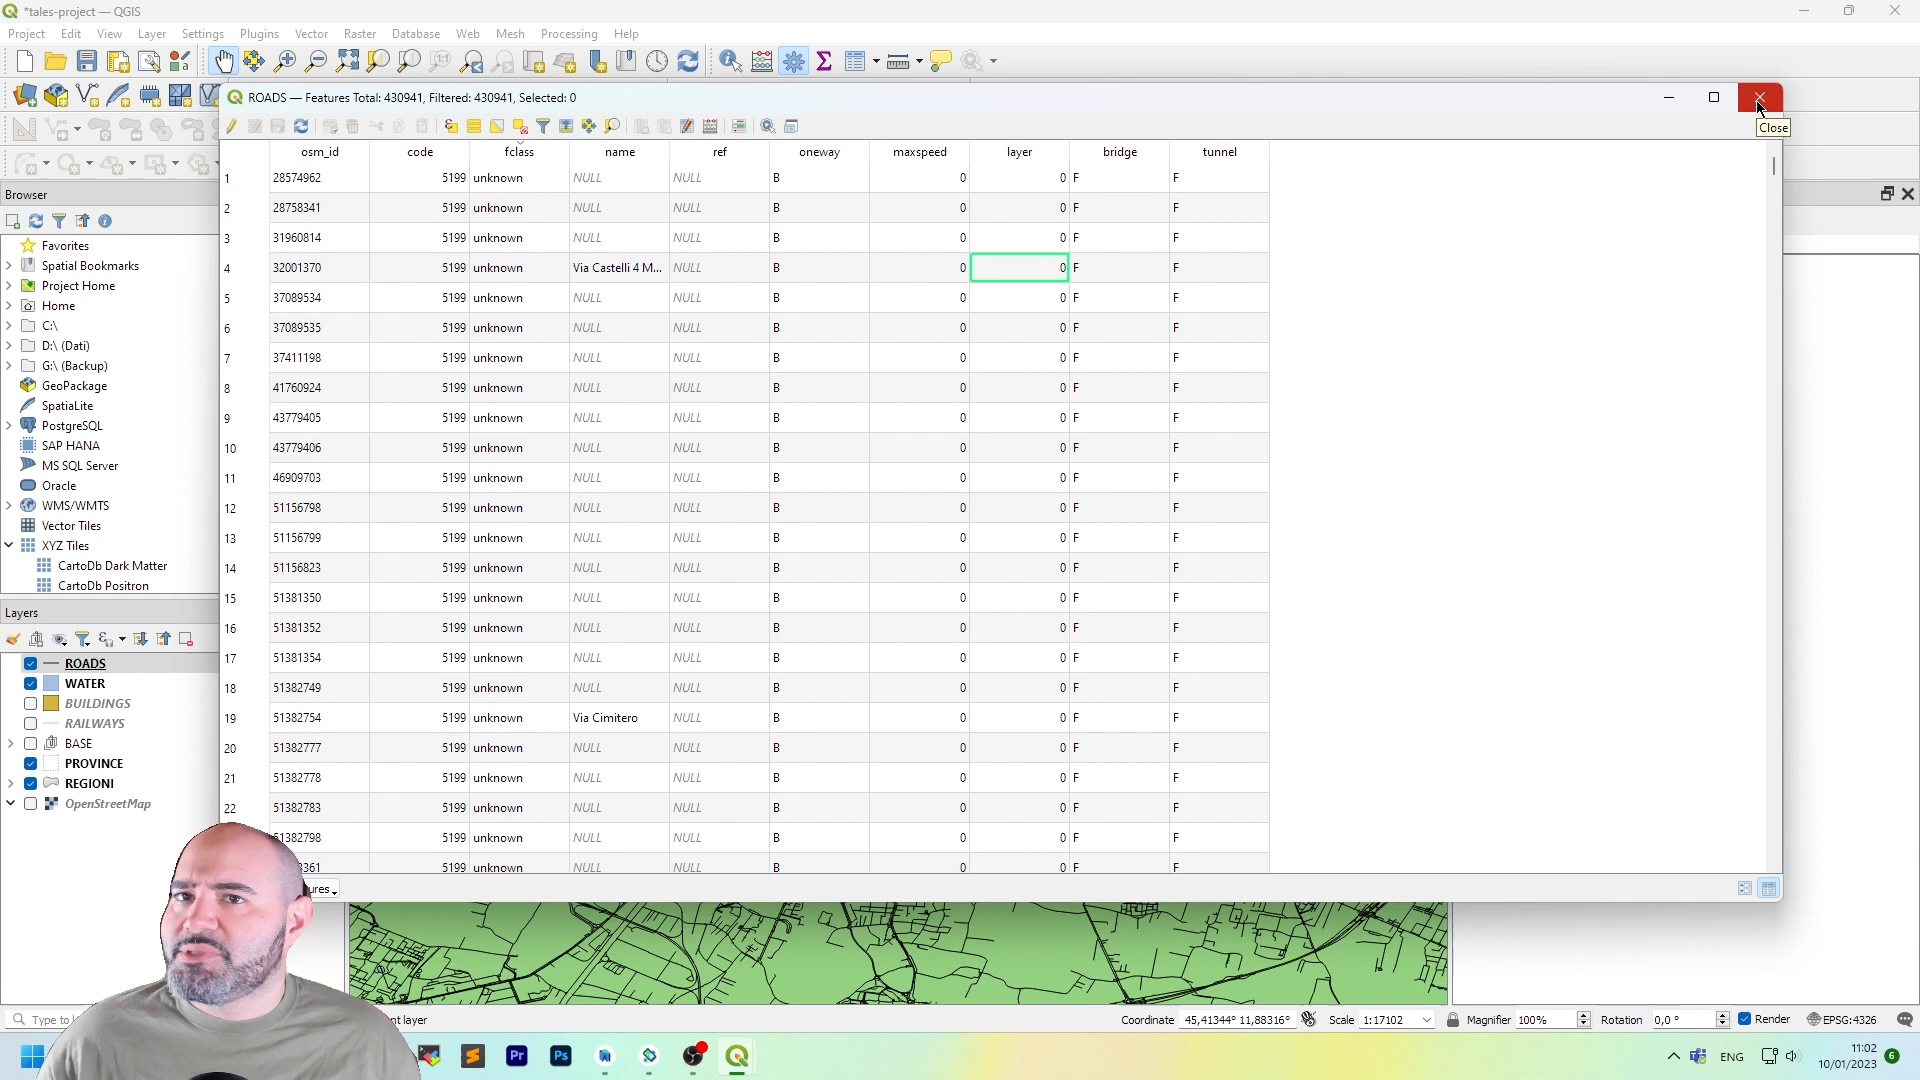 *tales-project — QGIS
Project Edit View Layer Settings Plugins Vector Raster Database Web Mesh Processing Help
ROADS — Features Total: 430941, Filtered: 430941, Selected: 0
Close
Browser
Favorites
Spatial Bookmarks
Project Home
Home
C:\
D:\ (Dati)
G:\ (Backup)
GeoPackage
SpatiaLite
PostgreSQL
SAP HANA
MS SQL Server
Oracle
WMS/WMTS
Vector Tiles
XYZ Tiles
CartoDb Dark Matter
CartoDb Positron
Layers
ROADS
WATER
BUILDINGS
RAILWAYS
BASE
PROVINCE
REGIONI
OpenStreetMap
osm_id code fclass name ref oneway maxspeed layer bridge tunnel
1 28574962 5199 unknown NULL NULL B 0 0 F F
2 28758341 5199 unknown NULL NULL B 0 0 F F
3 31960814 5199 unknown NULL NULL B 0 0 F F
4 32001370 5199 unknown Via Castelli 4 M... NULL B 0 0 F F
5 37089534 5199 unknown NULL NULL B 0 0 F F
6 37089535 5199 unknown NULL NULL B 0 0 F F
7 37411198 5199 unknown NULL NULL B 0 0 F F
8 41760924 5199 unknown NULL NULL B 0 0 F F
9 43779405 5199 unknown NULL NULL B 0 0 F F
10 43779406 5199 unknown NULL NULL B 0 0 F F
11 46909703 5199 unknown NULL NULL B 0 0 F F
12 51156798 5199 unknown NULL NULL B 0 0 F F
13 51156799 5199 unknown NULL NULL B 0 0 F F
14 51156823 5199 unknown NULL NULL B 0 0 F F
15 51381350 5199 unknown NULL NULL B 0 0 F F
16 51381352 5199 unknown NULL NULL B 0 0 F F
17 51381354 5199 unknown NULL NULL B 0 0 F F
18 51382749 5199 unknown NULL NULL B 0 0 F F
19 51382754 5199 unknown Via Cimitero NULL B 0 0 F F
20 51382777 5199 unknown NULL NULL B 0 0 F F
21 51382778 5199 unknown NULL NULL B 0 0 F F
22 51382783 5199 unknown NULL NULL B 0 0 F F
51382798 5199 unknown NULL NULL B 0 0 F F
361 5199 unknown NULL NULL B 0 0 F F
ures
Type to nt layer Coordinate 45,41344° 11,88316° Scale 1:17102 Magnifier 100% Rotation 0,0 ° Render EPSG:4326
Pr Ps ENG 11:02 6
10/01/2023